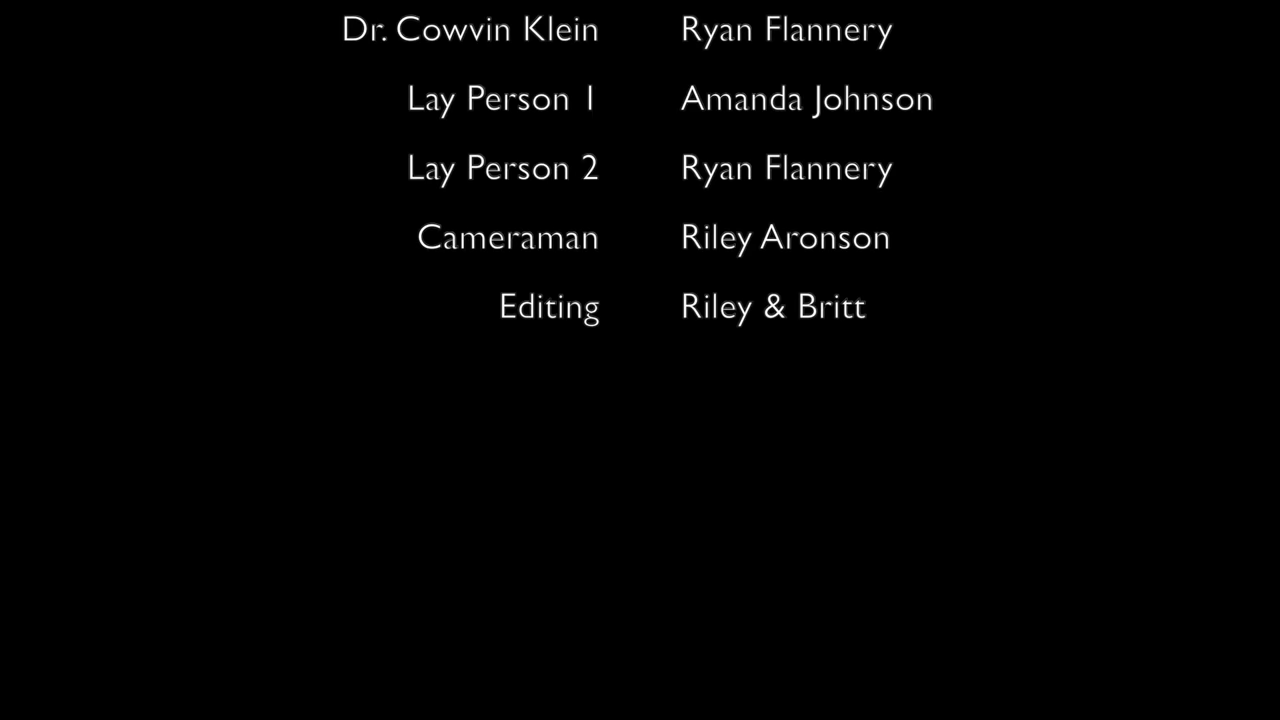 Dr. Cowvin Klein Ryan Flannery
Lay Person 1 Amanda Johnson
Lay Person 2 Ryan Flannery
Cameraman Riley Aronson
Editing Riley & Britt